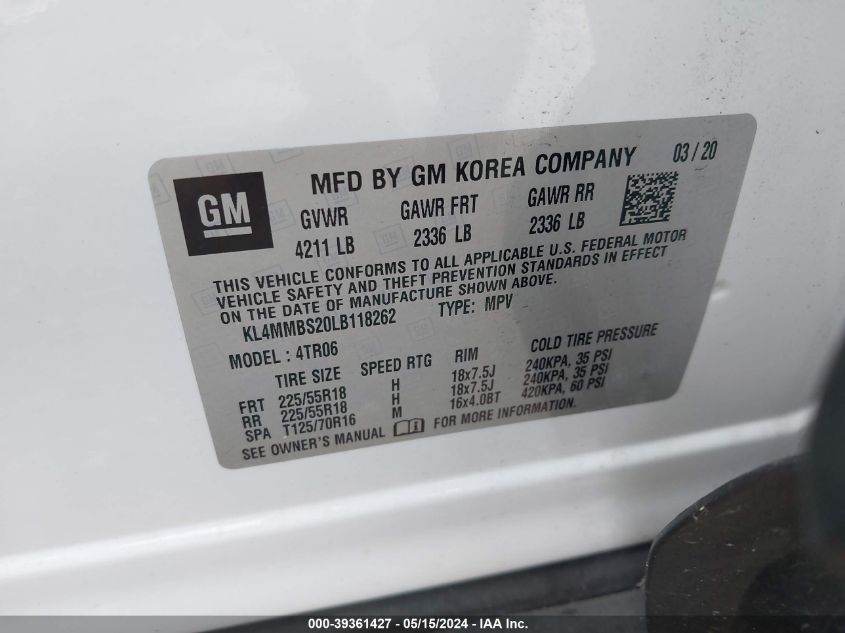 GM
MFD BY GM KOREA COMPANY 03/20
GVWR GAWR FRT GAWR RR
4211 LB 2336 LB 2336 LB
THIS VEHICLE CONFORMS TO ALL APPLICABLE U.S. FEDERAL MOTOR
VEHICLE SAFETY AND THEFT PREVENTION STANDARDS IN EFFECT
ON THE DATE OF MANUFACTURE SHOWN ABOVE.
KL4MMBS20LB118262 TYPE: MPV
MODEL : 4TR06
TIRE SIZE SPEED RTG RIM COLD TIRE PRESSURE
FRT 225/55R18 H 18x7.5J 240KPA, 35 PSI
RR 225/55R18 H 18x7.5J 240KPA, 35 PSI
SPA T125/70R16 M 16x4.0BT 420KPA, 60 PSI
SEE OWNER'S MANUAL FOR MORE INFORMATION.
000-39361427 - 05/15/2024 - IAA Inc.